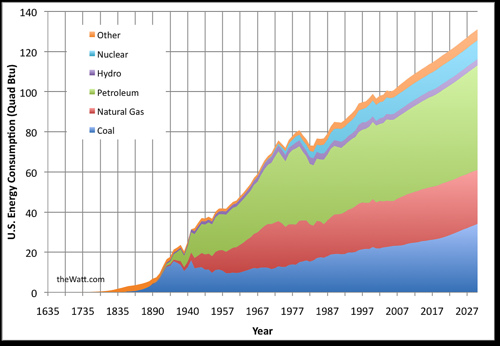 140
120
100
80
60
40
20
0
U.S. Energy Consumption (Quad Btu)
Other
Nuclear
Hydro
Petroleum
Natural Gas
Coal
theWatt.com
1635 1735 1835 1890 1940 1957 1967 1977 1987 1997 2007 2017 2027
Year